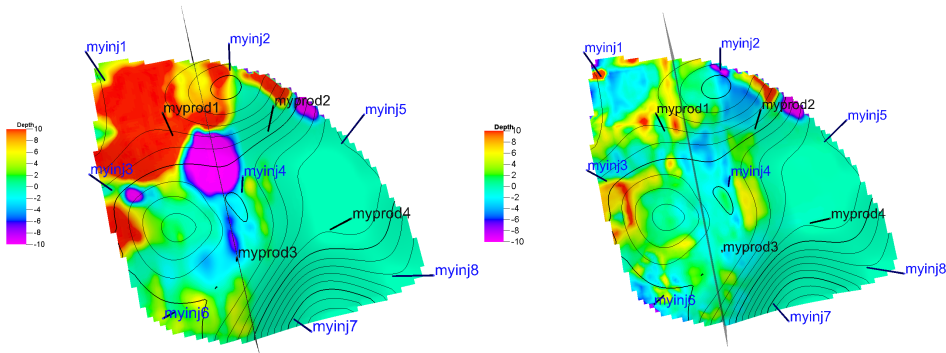 myinj1
myinj2
myprod1
myprod2
myinj5
Depth
10
8
6
4
2
0
-2
-4
-6
-8
-10
myinj3
myinj4
myprod4
myprod3
myinj8
myinj6
myinj7
myinj1
myinj2
myprod1
myprod2
myinj5
Depth
10
8
6
4
2
0
-2
-4
-6
-8
-10
myinj3
myinj4
myprod4
myprod3
myinj8
myinj6
myinj7